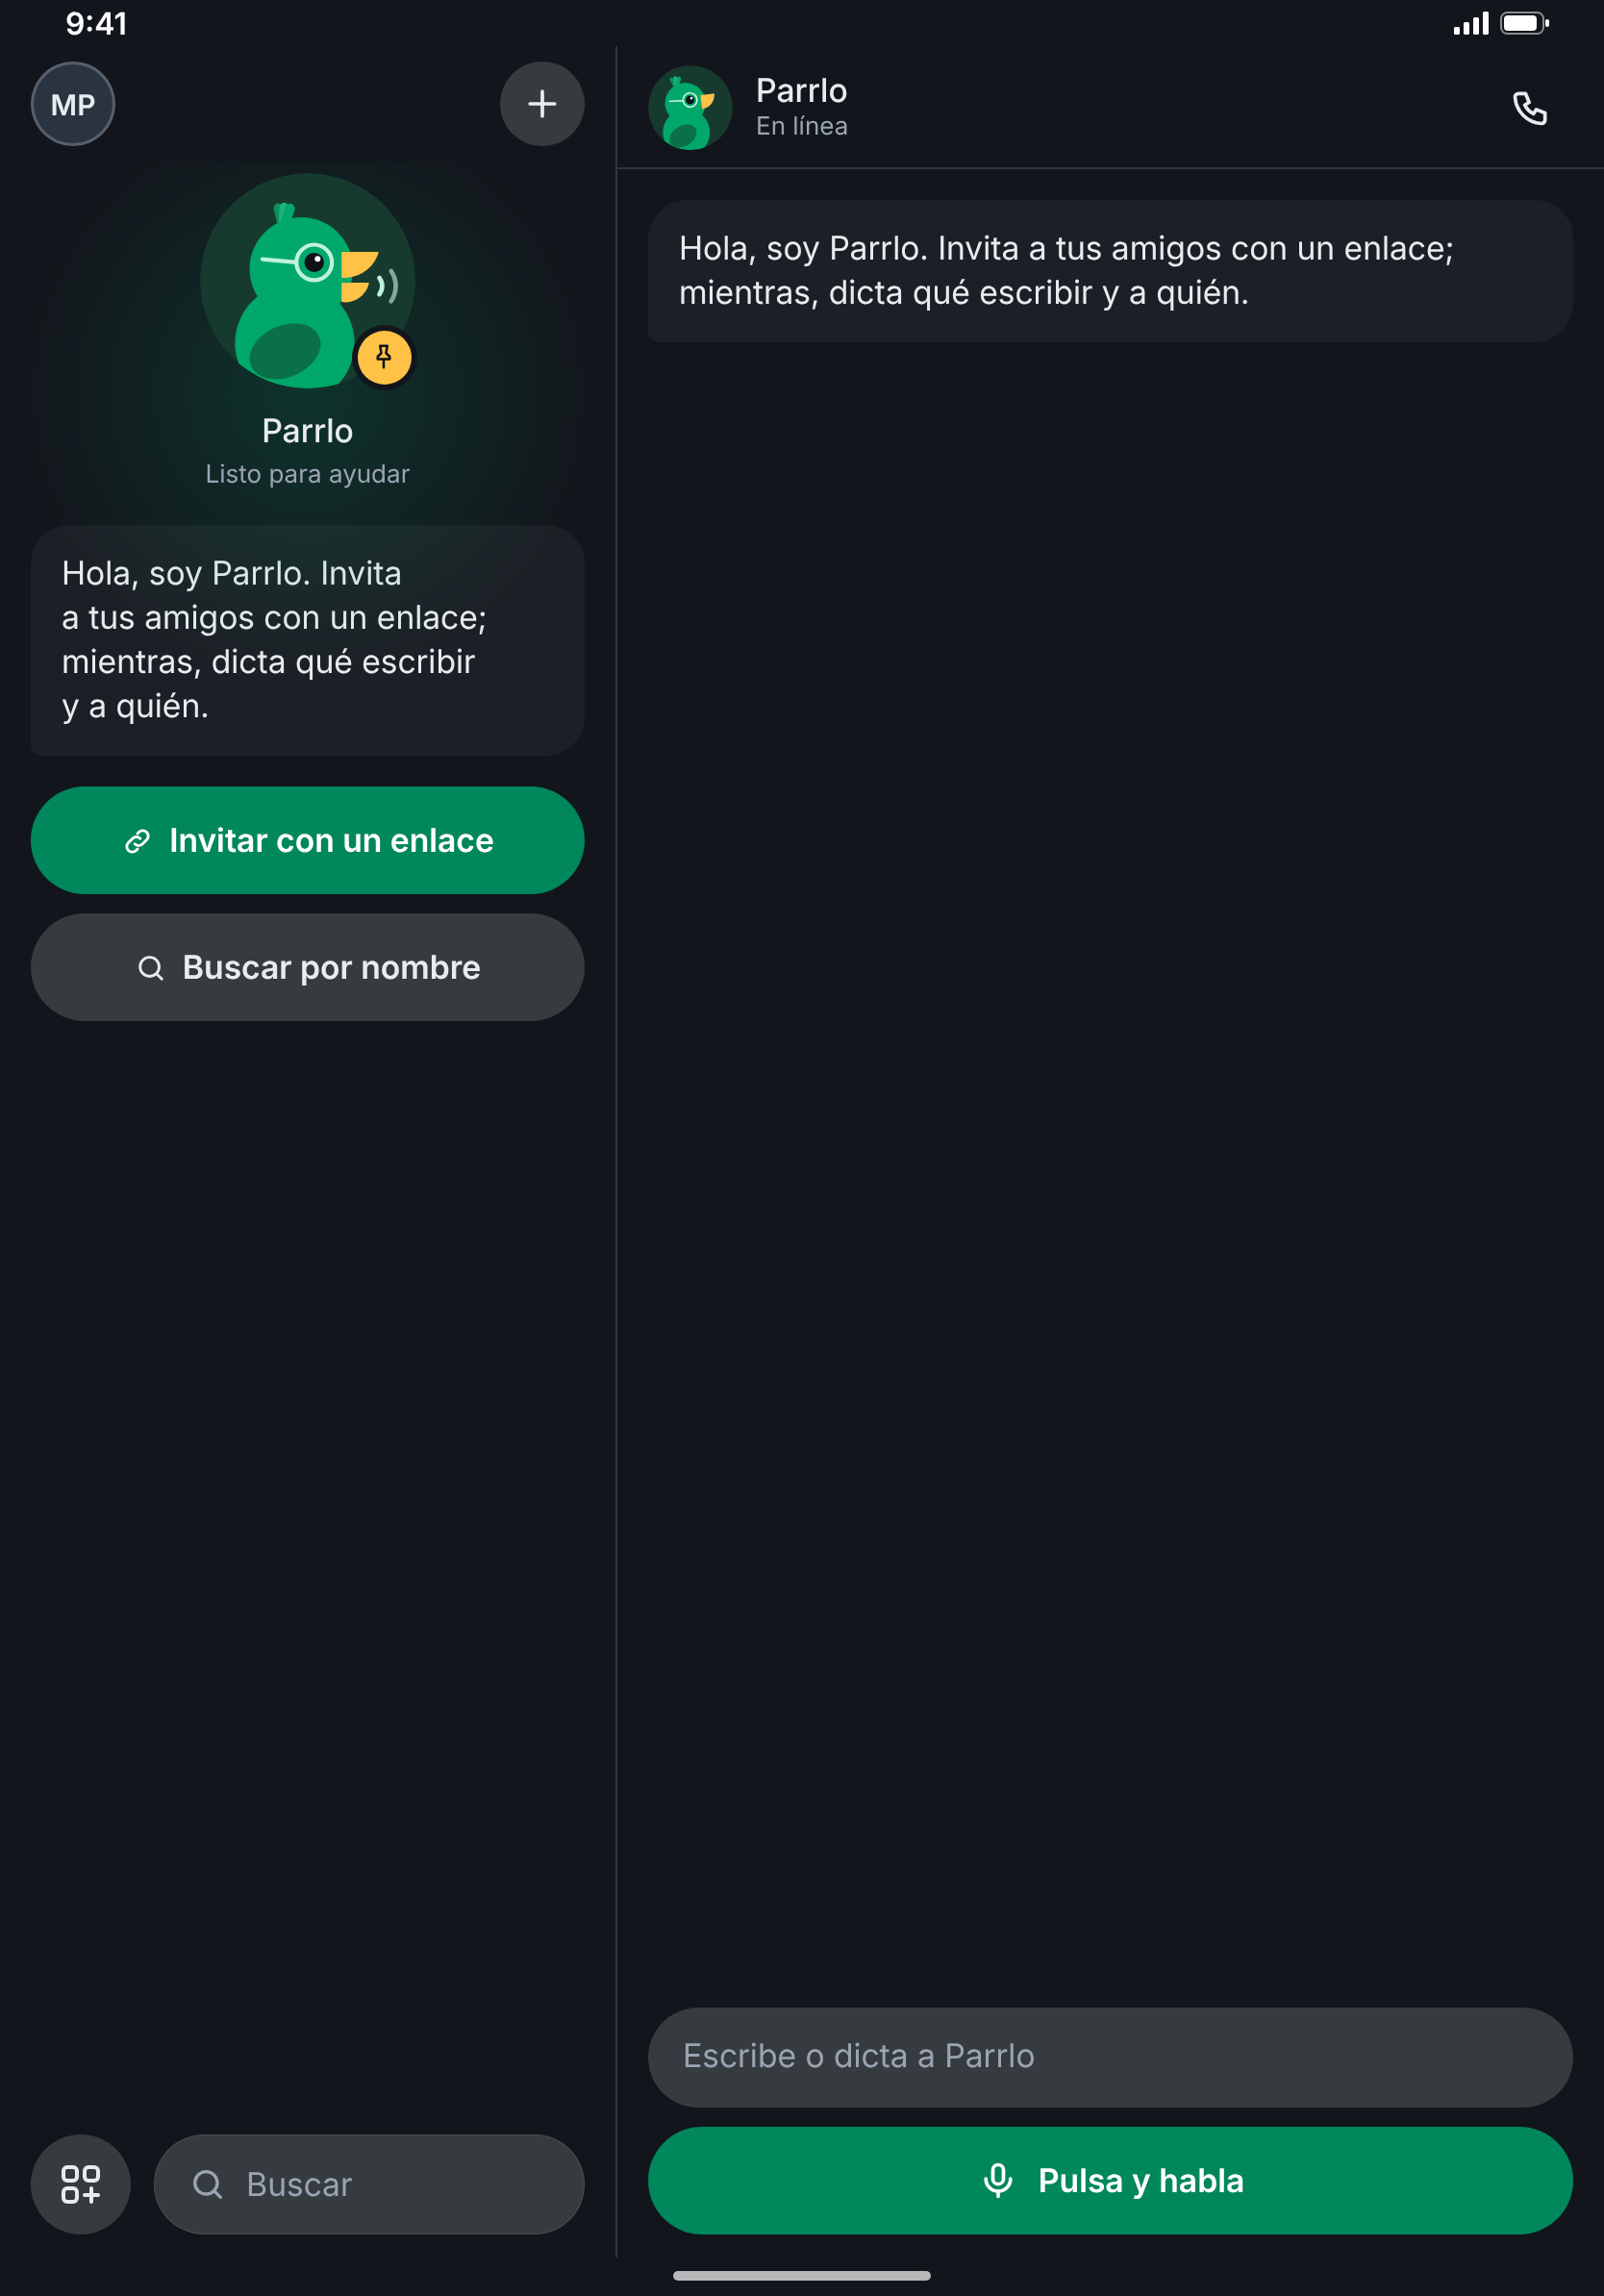 9:41
MP
Parrlo
Listo para ayudar
Hola, soy Parrlo. Invita
a tus amigos con un enlace;
mientras, dicta qué escribir
y a quién.
Invitar con un enlace
Buscar por nombre
Buscar
Parrlo
En línea
Hola, soy Parrlo. Invita a tus amigos con un enlace;
mientras, dicta qué escribir y a quién.
Escribe o dicta a Parrlo
Pulsa y habla